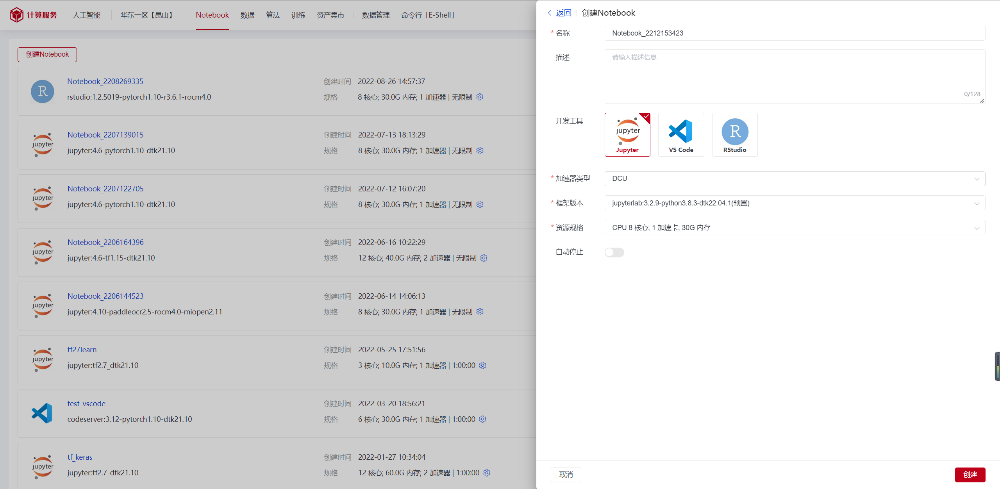 计算服务 人工智能 华东一区【昆山】 Notebook 数据 算法 训练 资产集市 数据管理 命令行「E-Shell」
创建Notebook
R
Notebook_2208269335 创建时间 2022-08-26 14:57:37
rstudio:1.2.5019-pytorch1.10-r3.6.1-rocm4.0 规格 8 核心; 30.0G 内存; 1 加速器 | 无限制
jupyter
Notebook_2207139015 创建时间 2022-07-13 18:13:29
jupyter:4.6-pytorch1.10-dtk21.10 规格 8 核心; 30.0G 内存; 1 加速器 | 无限制
jupyter
Notebook_2207122705 创建时间 2022-07-12 16:07:20
jupyter:4.6-pytorch1.10-dtk21.10 规格 8 核心; 30.0G 内存; 1 加速器 | 无限制
jupyter
Notebook_2206164396 创建时间 2022-06-16 10:22:29
jupyter:4.6-tf1.15-dtk21.10 规格 12 核心; 40.0G 内存; 2 加速器 | 无限制
jupyter
Notebook_2206144523 创建时间 2022-06-14 14:06:13
jupyter:4.10-paddleocr2.5-rocm4.0-miopen2.11 规格 8 核心; 30.0G 内存; 1 加速器 | 无限制
jupyter
tf27learn 创建时间 2022-05-25 17:51:56
jupyter:tf2.7_dtk21.10 规格 3 核心; 10.0G 内存; 1 加速器 | 1:00:00
test_vscode 创建时间 2022-03-20 18:56:21
codeserver:3.12-pytorch1.10-dtk21.10 规格 6 核心; 30.0G 内存; 1 加速器 | 1:00:00
jupyter
tf_keras 创建时间 2022-01-27 10:34:04
jupyter:tf2.7_dtk21.10 规格 12 核心; 60.0G 内存; 2 加速器 | 1:00:00
返回 创建Notebook
* 名称 Notebook_2212153423
描述 请输入描述信息
0/128
开发工具
jupyter R
Jupyter VS Code RStudio
* 加速器类型 DCU
* 框架版本 jupyterlab:3.2.9-python3.8.3-dtk22.04.1(预置)
* 资源规格 CPU 8 核心; 1 加速卡; 30G 内存
自动停止
取消 创建